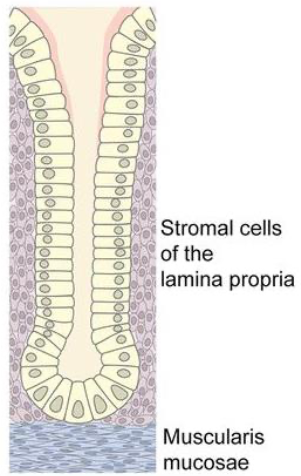 Stromal cells
of the
lamina propria
Muscularis
mucosae